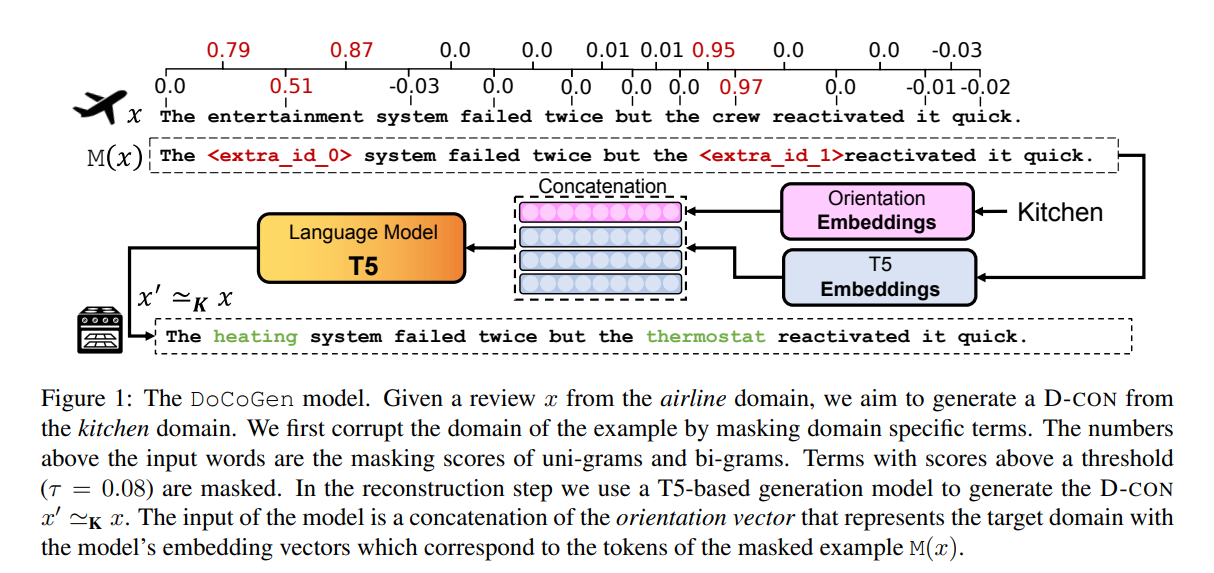 0.79 0.87 0.0 0.0 0.01 0.01 0.95 0.0 0.0 -0.03
0.0 0.51 -0.03 0.0 0.0 0.0 0.0 0.97 0.0 -0.01 -0.02
x The entertainment system failed twice but the crew reactivated it quick.
M(x) The <extra_id_0> system failed twice but the <extra_id_1>reactivated it quick.
Concatenation
Orientation
Embeddings
Kitchen
Language Model
T5
T5
Embeddings
x′ ≃K x
The heating system failed twice but the thermostat reactivated it quick.
Figure 1: The DoCoGen model. Given a review x from the airline domain, we aim to generate a D-CON from
the kitchen domain. We first corrupt the domain of the example by masking domain specific terms. The numbers
above the input words are the masking scores of uni-grams and bi-grams. Terms with scores above a threshold
(τ = 0.08) are masked. In the reconstruction step we use a T5-based generation model to generate the D-CON
x′ ≃K x. The input of the model is a concatenation of the orientation vector that represents the target domain with
the model's embedding vectors which correspond to the tokens of the masked example M(x).